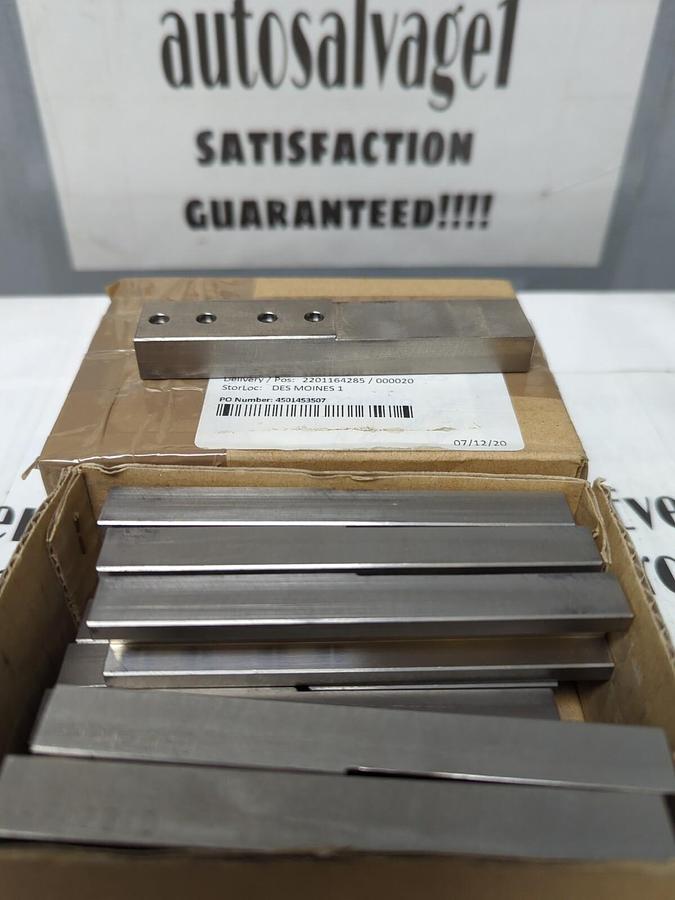 autosalvage1
SATISFACTION
GUARANTEED!!!!
Delivery / Pos: 2201164285 / 000020
StorLoc: DES MOINES 1
PO Number: 4501453507
07/12/20